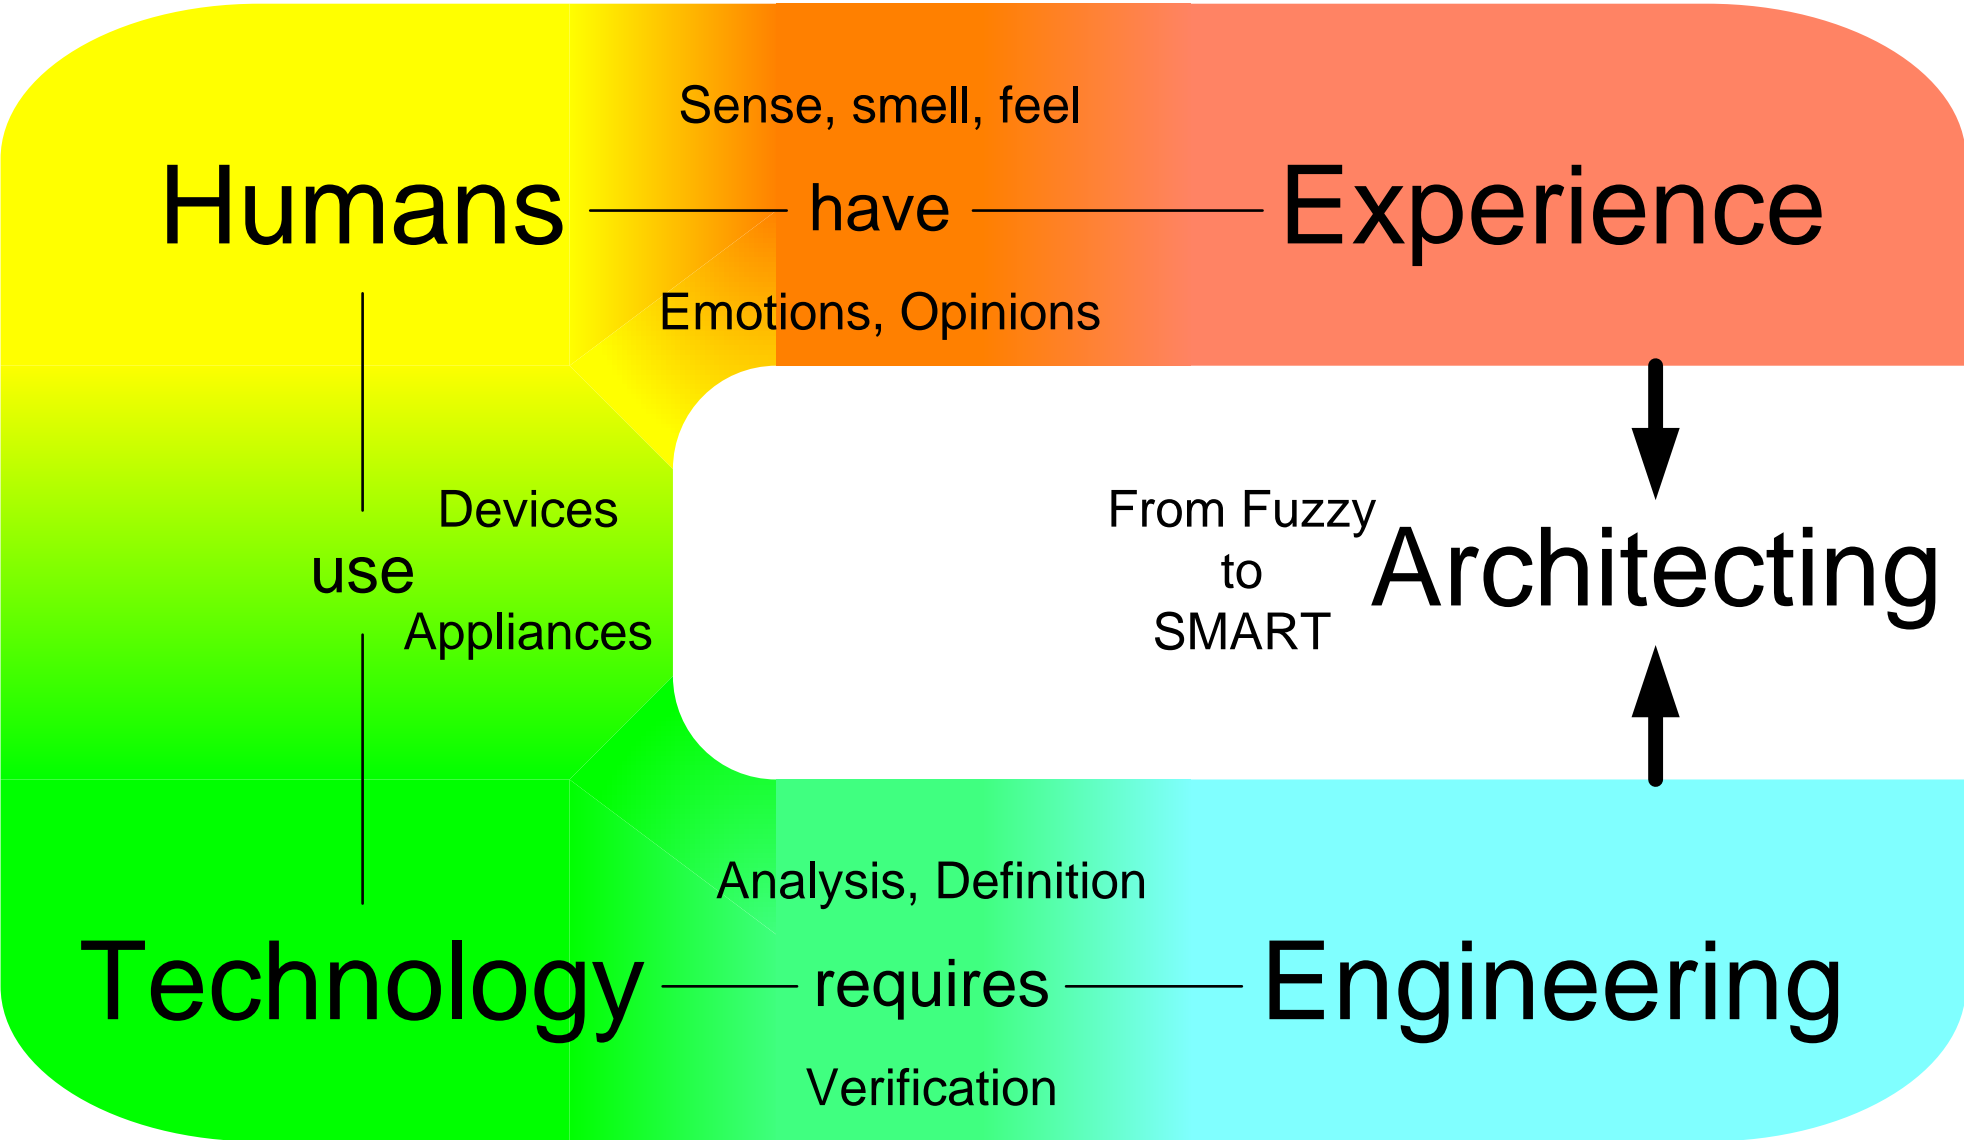 Sense, smell, feel
Humans have Experience
Emotions, Opinions
Devices
use
Appliances
From Fuzzy
to
SMART
Architecting
Analysis, Definition
Technology requires Engineering
Verification